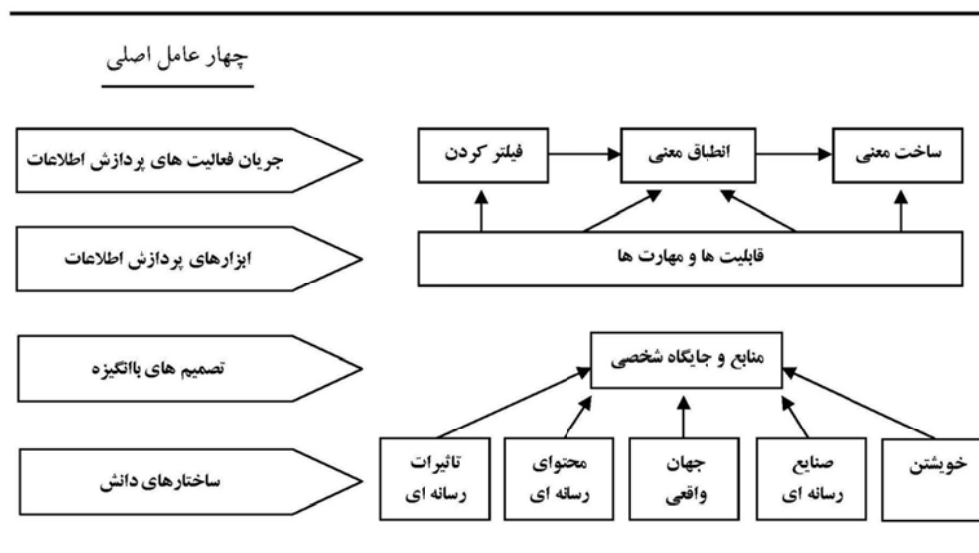 چهار عامل اصلی
جریان فعالیت های پردازش اطلاعات
فیلتر کردن
انطباق معنی
ساخت معنی
ابزارهای پردازش اطلاعات
قابلیت ها و مهارت ها
تصمیم های باانگیزه
منابع و جایگاه شخصی
ساختارهای دانش
تاثیرات
رسانه ای
محتوای
رسانه ای
جهان
واقعی
صنایع
رسانه ای
خویشتن